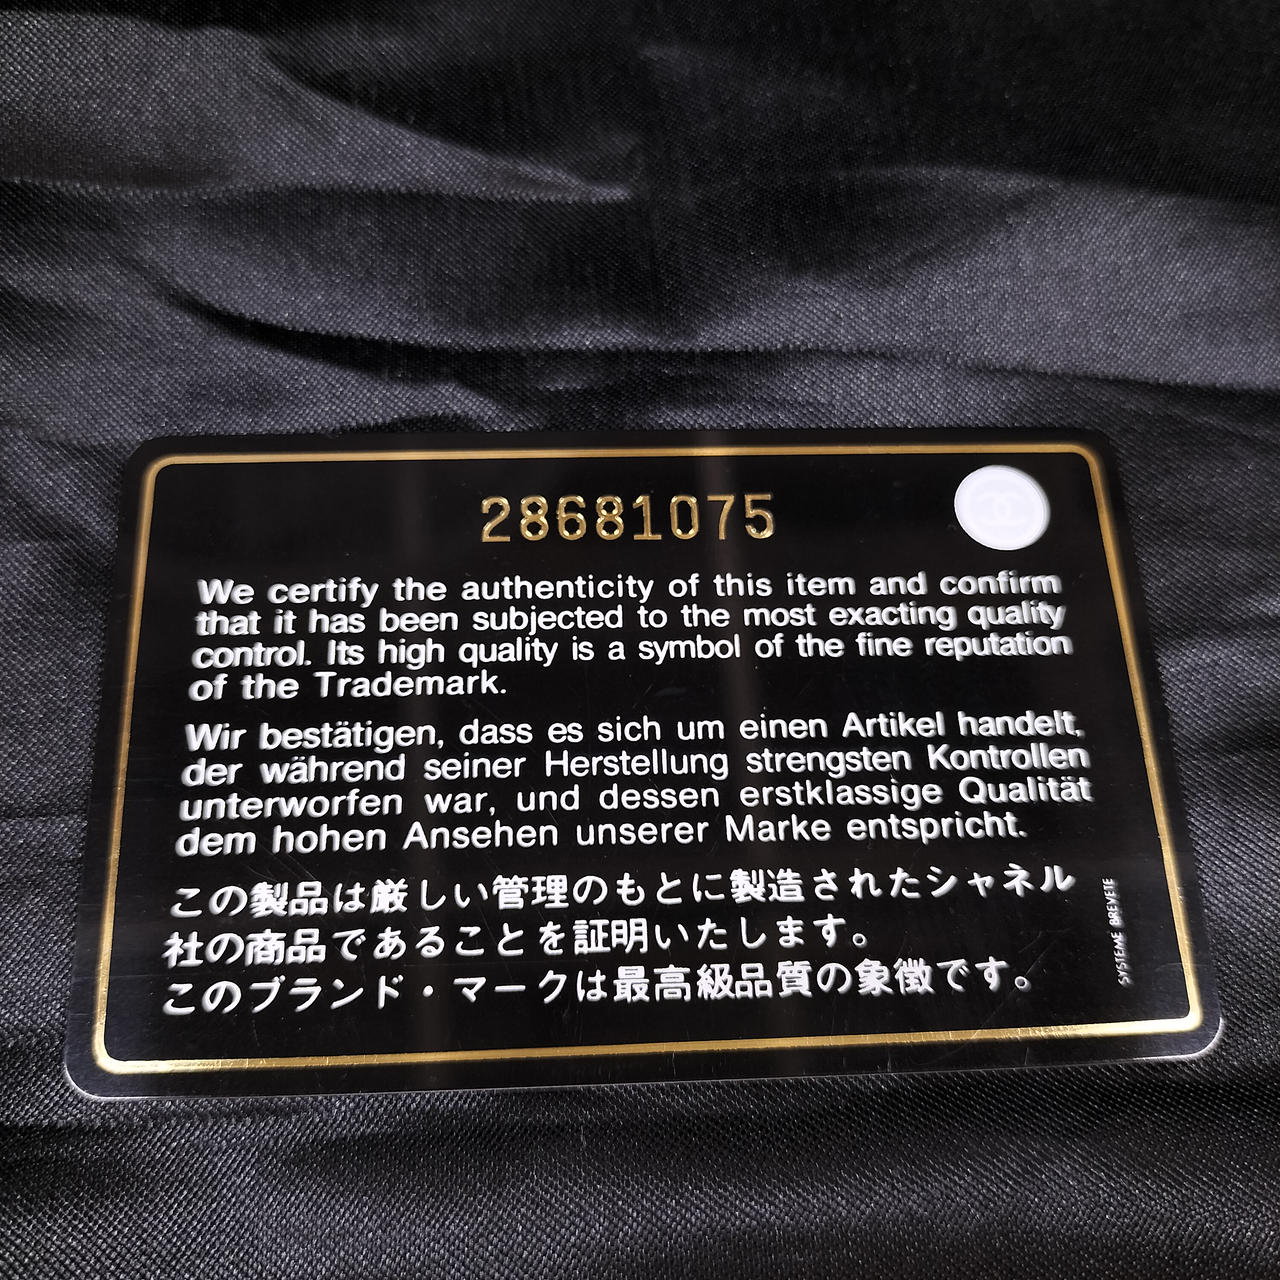 28681075
We certify the authenticity of this item and confirm
that it has been subjected to the most exacting quality
control. Its high quality is a symbol of the fine reputation
of the Trademark.
Wir bestätigen, dass es sich um einen Artikel handelt,
der während seiner Herstellung strengsten Kontrollen
unterworfen war, und dessen erstklassige Qualität
dem hohen Ansehen unserer Marke entspricht.
この製品は厳しい管理のもとに製造されたシャネル
社の商品であることを証明いたします。
このブランド・マークは最高級品質の象徴です。
SYSTEME BREVETE